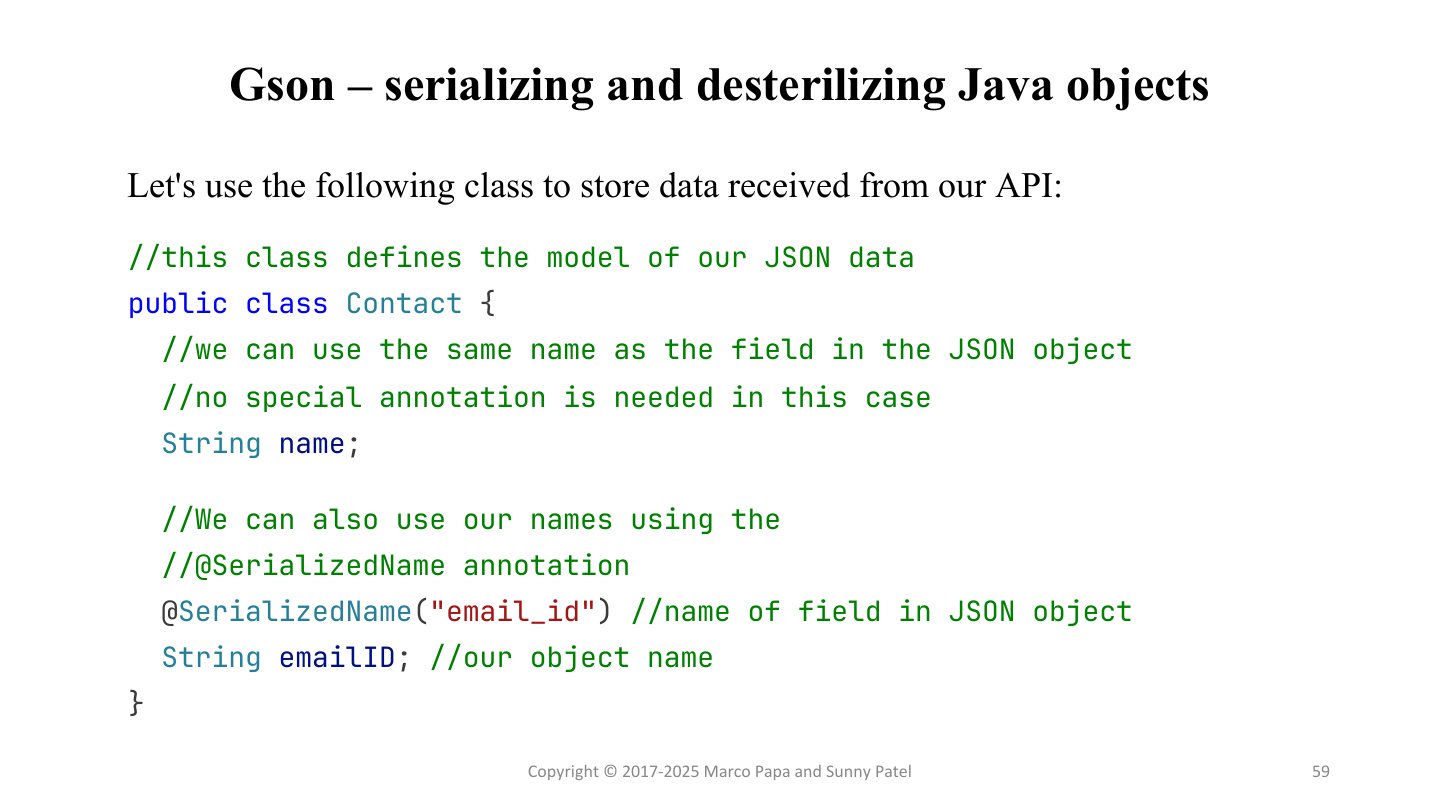 Gson – serializing and desterilizing Java objects
Let's use the following class to store data received from our API:
//this class defines the model of our JSON data
public class Contact {
  //we can use the same name as the field in the JSON object
  //no special annotation is needed in this case
  String name;
  //We can also use our names using the
  //@SerializedName annotation
  @SerializedName("email_id") //name of field in JSON object
  String emailID; //our object name
}
Copyright © 2017-2025 Marco Papa and Sunny Patel
59